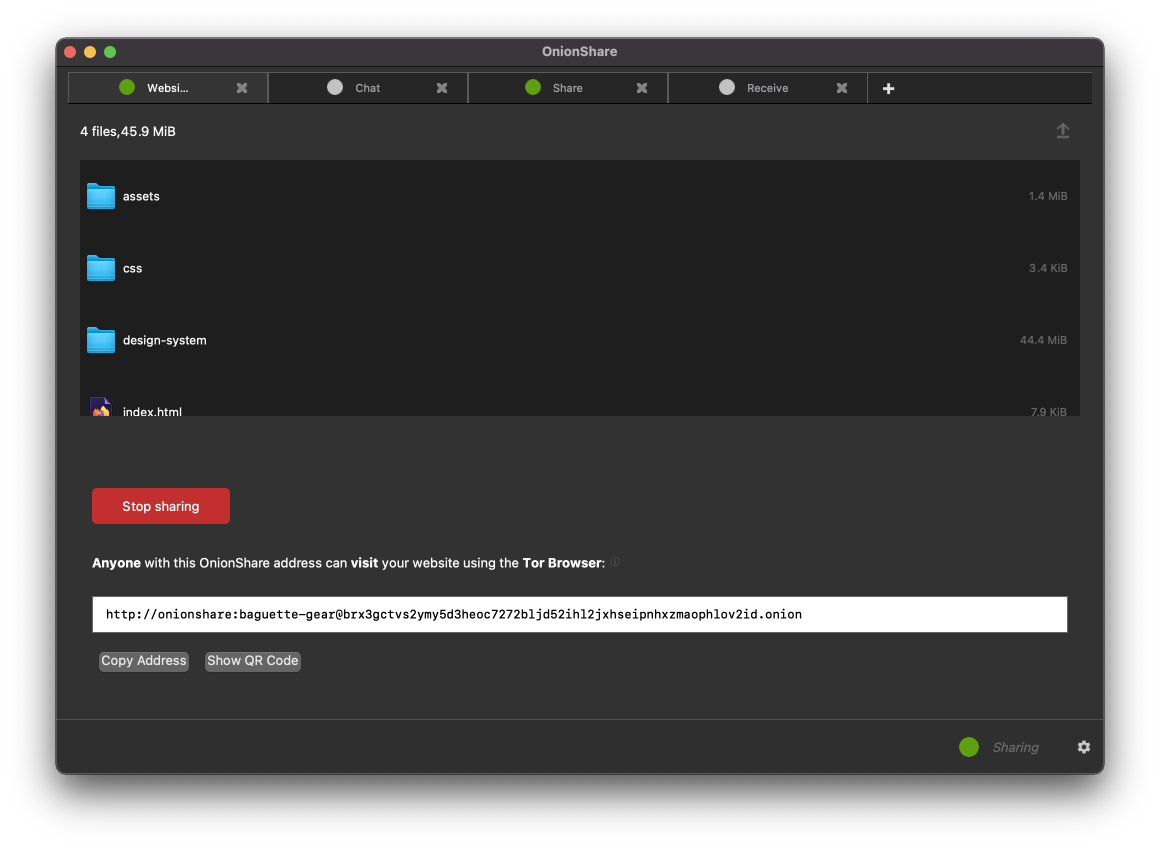 OnionShare
Websi... Chat Share Receive
4 files,45.9 MiB
assets 1.4 MiB
css 3.4 KiB
design-system 44.4 MiB
index.html 7.9 KiB
Stop sharing
Anyone with this OnionShare address can visit your website using the Tor Browser:
http://onionshare:baguette-gear@brx3gctvs2ymy5d3heoc7272bljd52ihl2jxhseipnhxzmaophlov2id.onion
Copy Address Show QR Code
Sharing